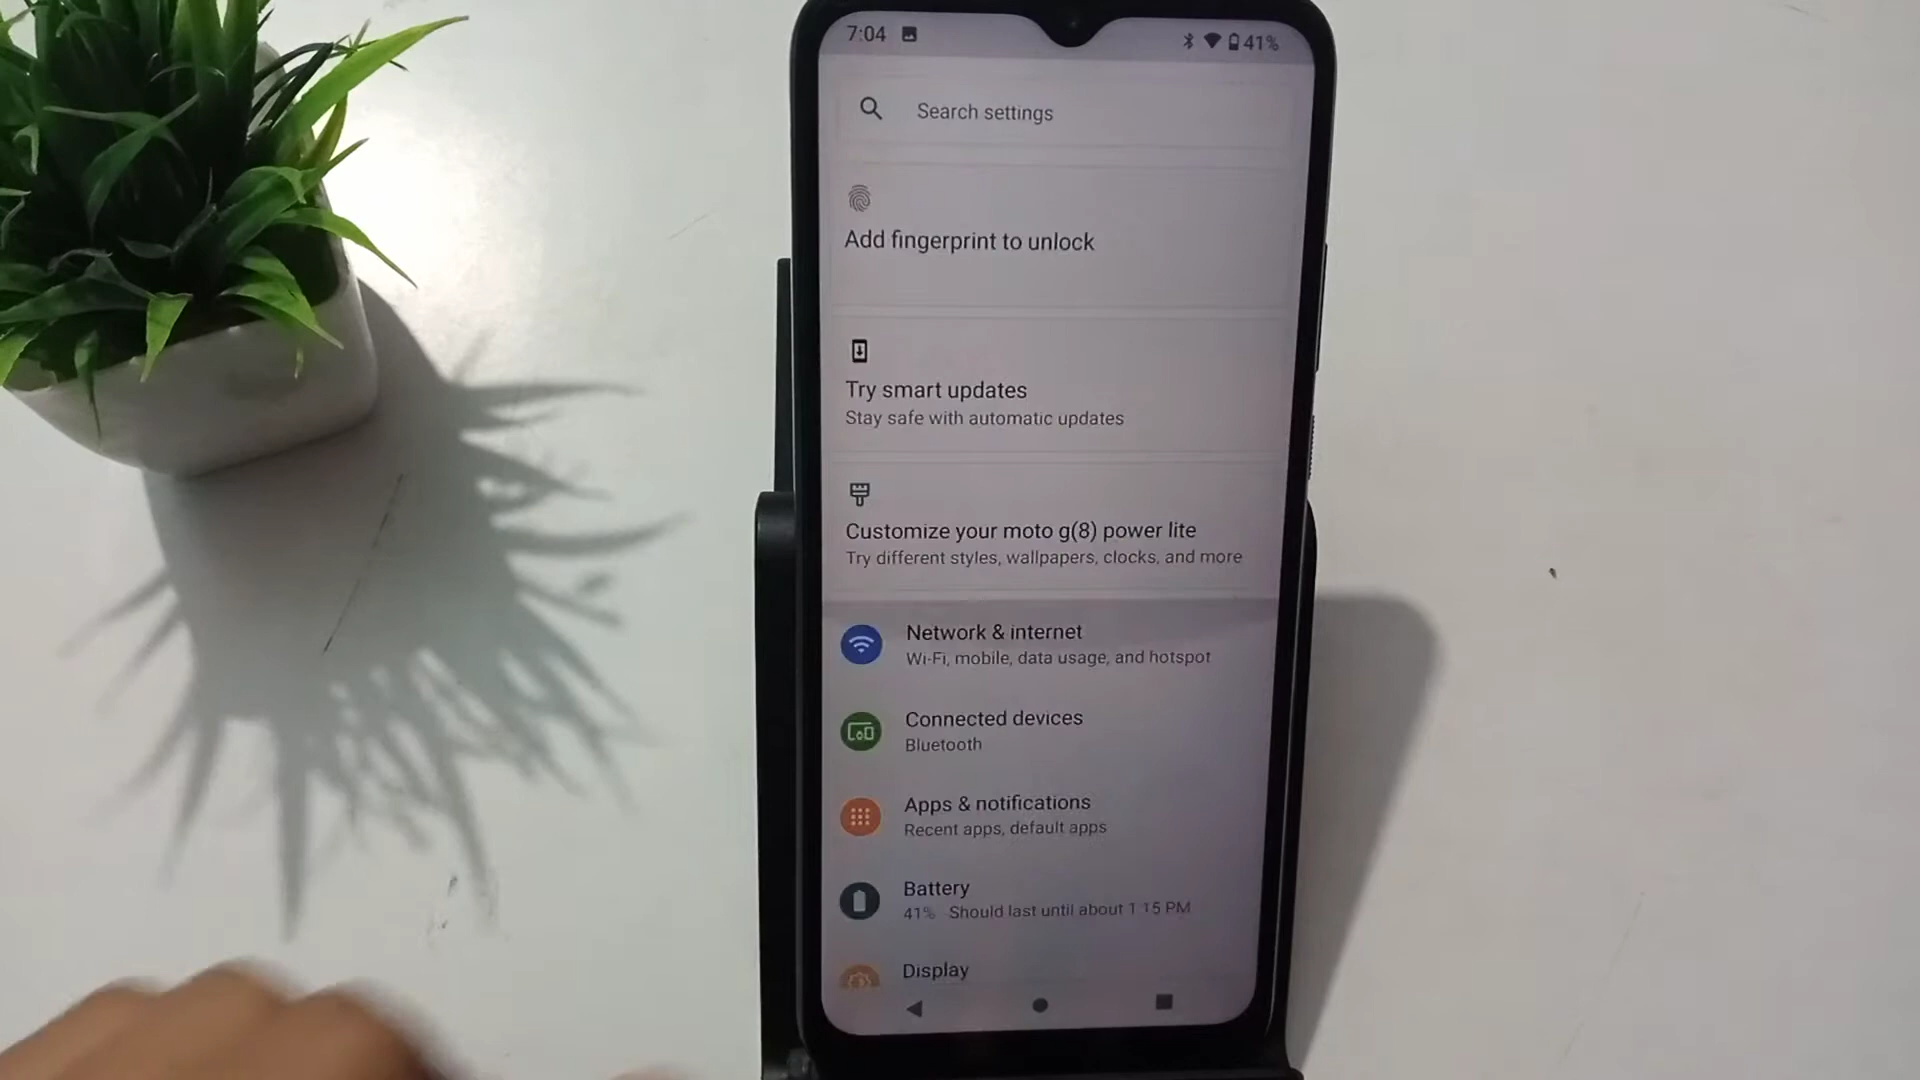 7:04
41%
Search settings
Add fingerprint to unlock
Try smart updates
Stay safe with automatic updates
Customize your moto g(8) power lite
Try different styles, wallpapers, clocks, and more
Network & internet
Wi-Fi, mobile, data usage, and hotspot
Connected devices
Bluetooth
Apps & notifications
Recent apps, default apps
Battery
41% Should last until about 1:15 PM
Display